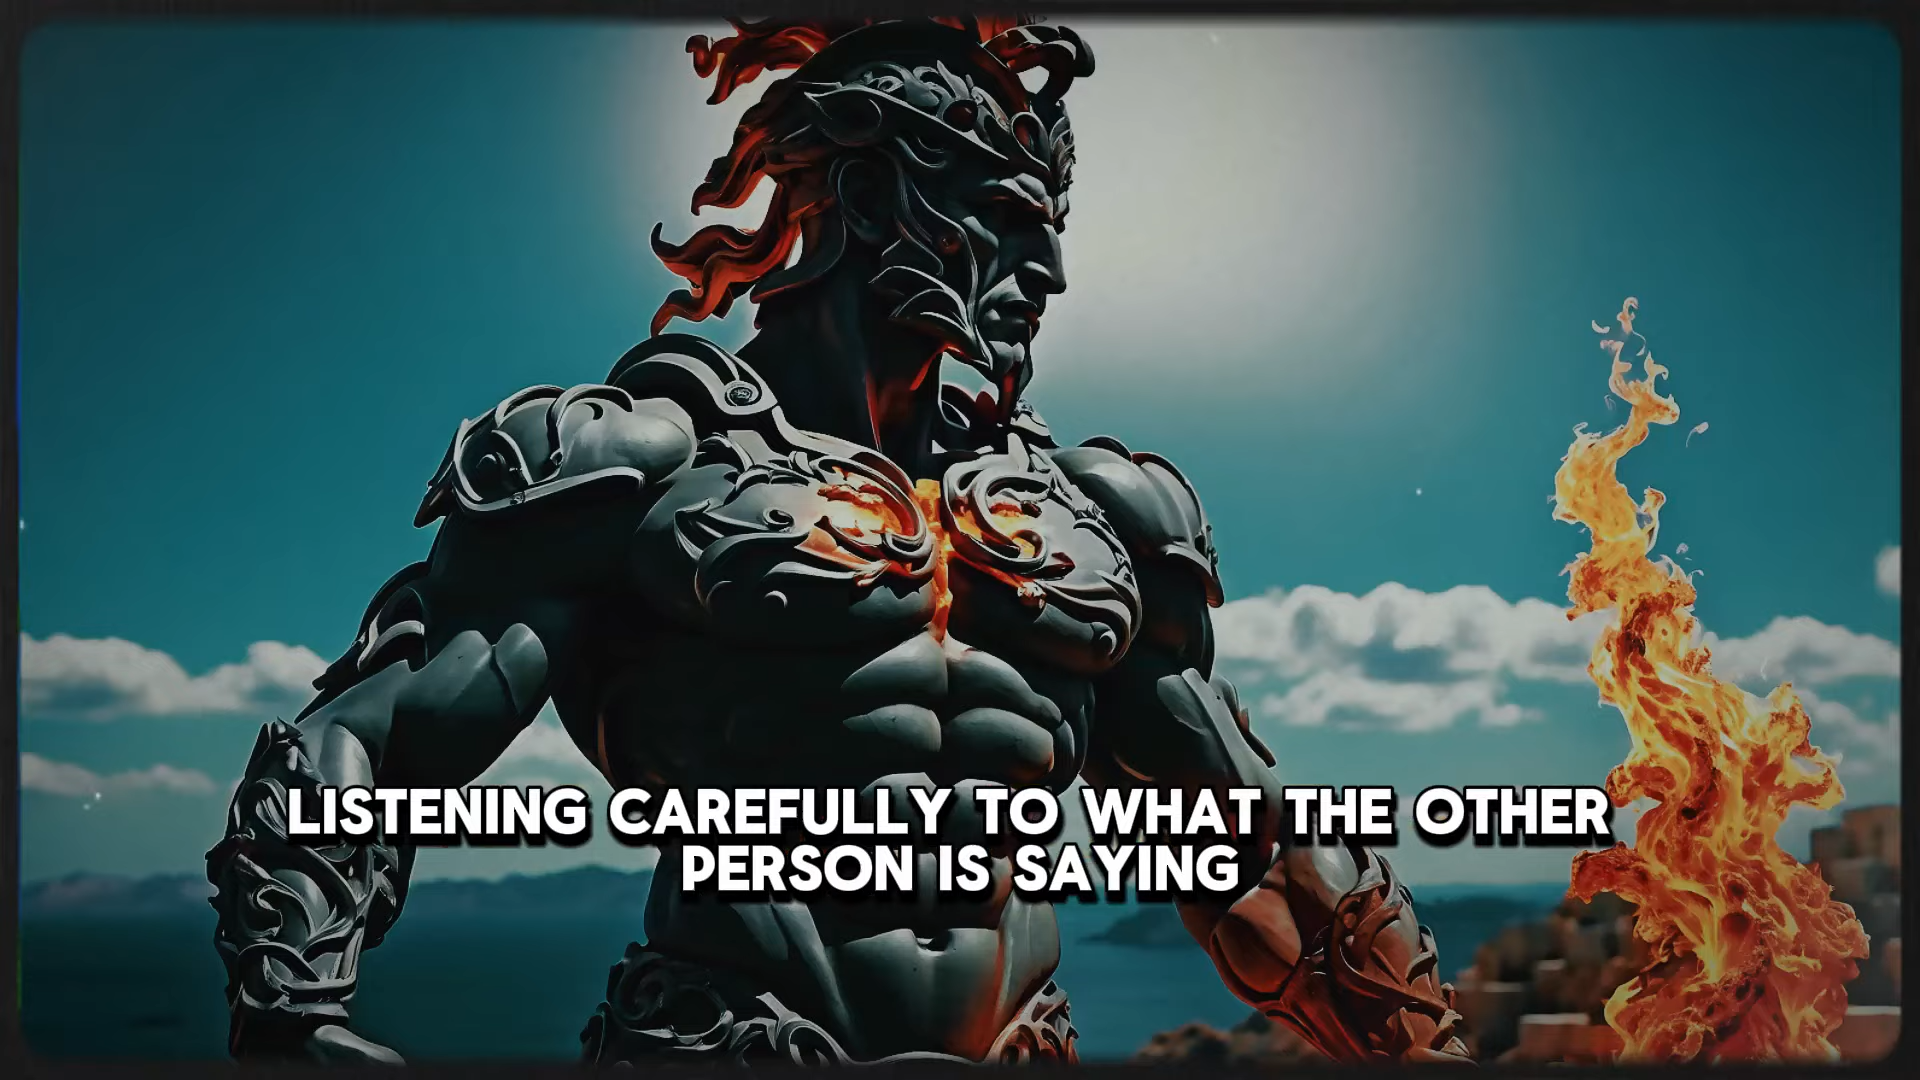 LISTENING CAREFULLY TO WHAT THE OTHER
PERSON IS SAYING